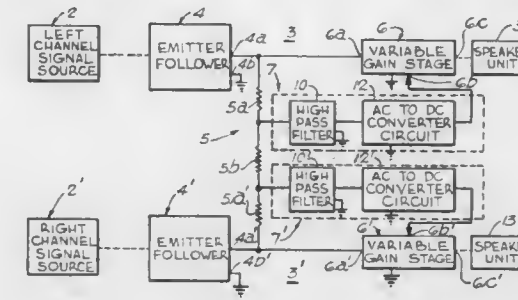 2
4
3
6
6C
LEFT
CHANNEL
SIGNAL
SOURCE
EMITTER
FOLLOWER
4a
4b
6a
VARIABLE
GAIN STAGE
SPEAKE
UNIT
6b
7
10
12
5a
HIGH
PASS
FILTER
AC TO DC
CONVERTER
CIRCUIT
5
5b
10'
12'
HIGH
PASS
FILTER
AC TO DC
CONVERTER
CIRCUIT
5a'
2'
4'
7'
6'
6b'
13
RIGHT
CHANNEL
SIGNAL
SOURCE
EMITTER
FOLLOWER
4a'
4b'
3'
6a'
VARIABLE
GAIN STAGE
6C'
SPEAKE
UNIT